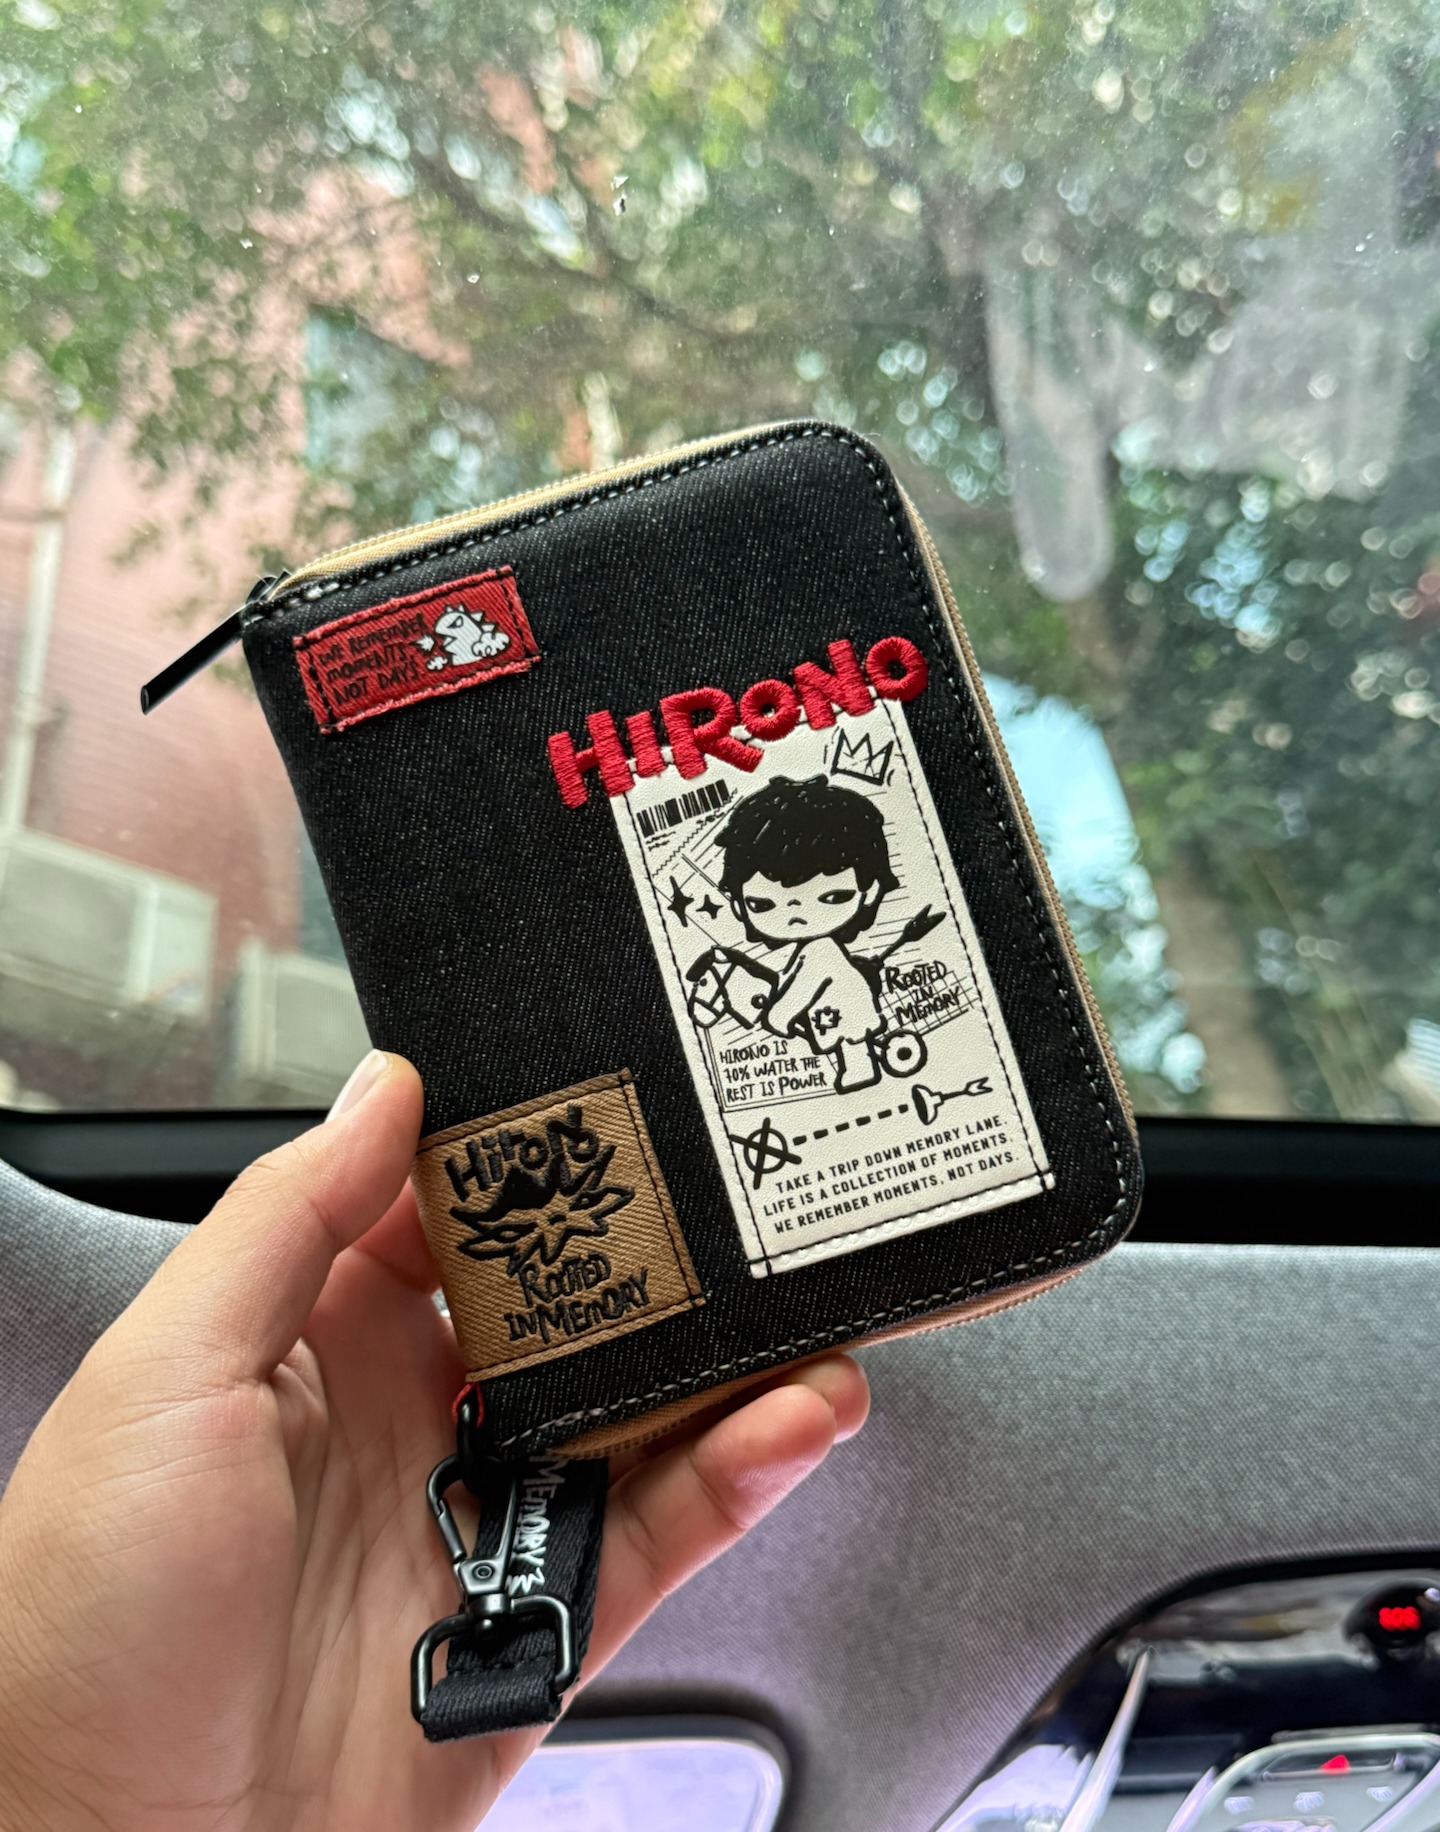 WE REMEMBER
MOMENTS
NOT DAYS
HIRONO
ROOTED
IN
MEMORY
HIRONO IS
70% WATER THE
REST IS POWER
TAKE A TRIP DOWN MEMORY LANE.
LIFE IS A COLLECTION OF MOMENTS.
WE REMEMBER MOMENTS, NOT DAYS.
HiroNo
ROOTED
IN MEMORY
MEMORY
SOS